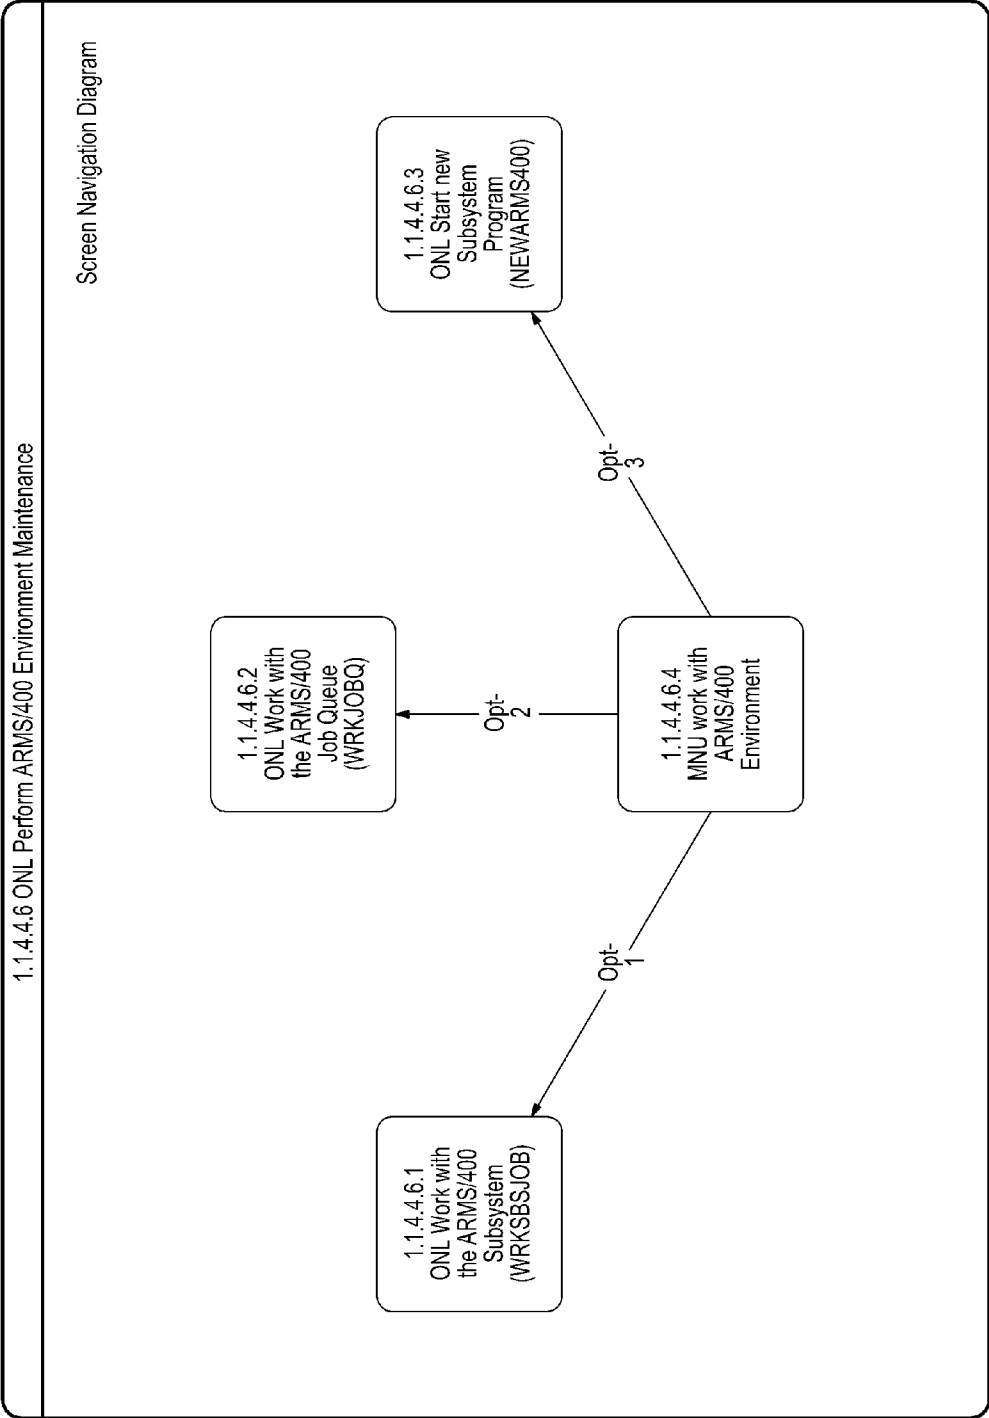 1.1.4.4.6 ONL Perform ARMS/400 Environment Maintenance
Screen Navigation Diagram
1.1.4.4.6.2
ONL Work with
the ARMS/400
Job Queue
(WRKJOBQ)
1.1.4.4.6.1
ONL Work with
the ARMS/400
Subsystem
(WRKSBSJOB)
1.1.4.4.6.3
ONL Start new
Subsystem
Program
(NEWARMS400)
Opt-
2
Opt-
1
Opt-
3
1.1.4.4.6.4
MNU work with
ARMS/400
Environment